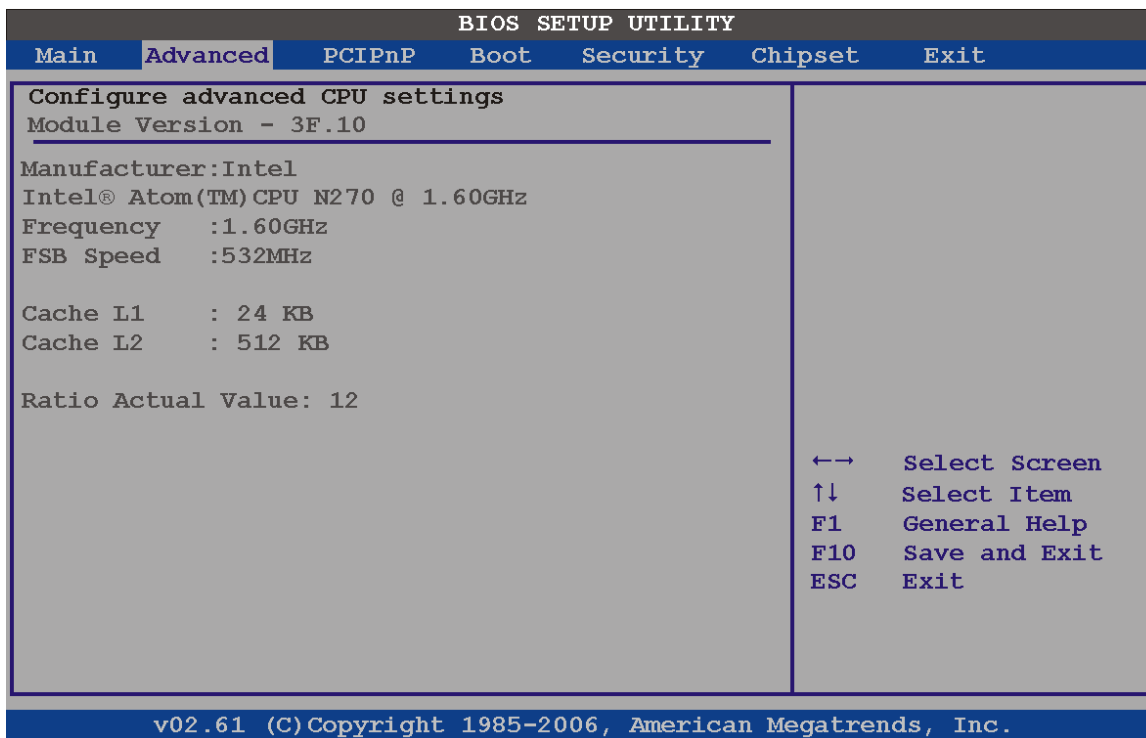 BIOS SETUP UTILITY
Main Advanced PCIPnP Boot Security Chipset Exit
Configure advanced CPU settings
Module Version - 3F.10
Manufacturer:Intel
Intel® Atom(TM)CPU N270 @ 1.60GHz
Frequency :1.60GHz
FSB Speed :532MHz
Cache L1 : 24 KB
Cache L2 : 512 KB
Ratio Actual Value: 12
←→ Select Screen
↑↓ Select Item
F1 General Help
F10 Save and Exit
ESC Exit
v02.61 (C)Copyright 1985-2006, American Megatrends, Inc.